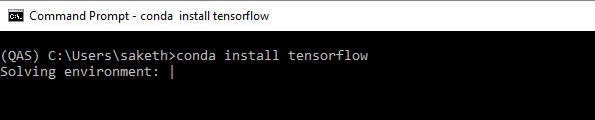 Command Prompt - conda  install tensorflow
(QAS) C:\Users\saketh>conda install tensorflow
Solving environment: |